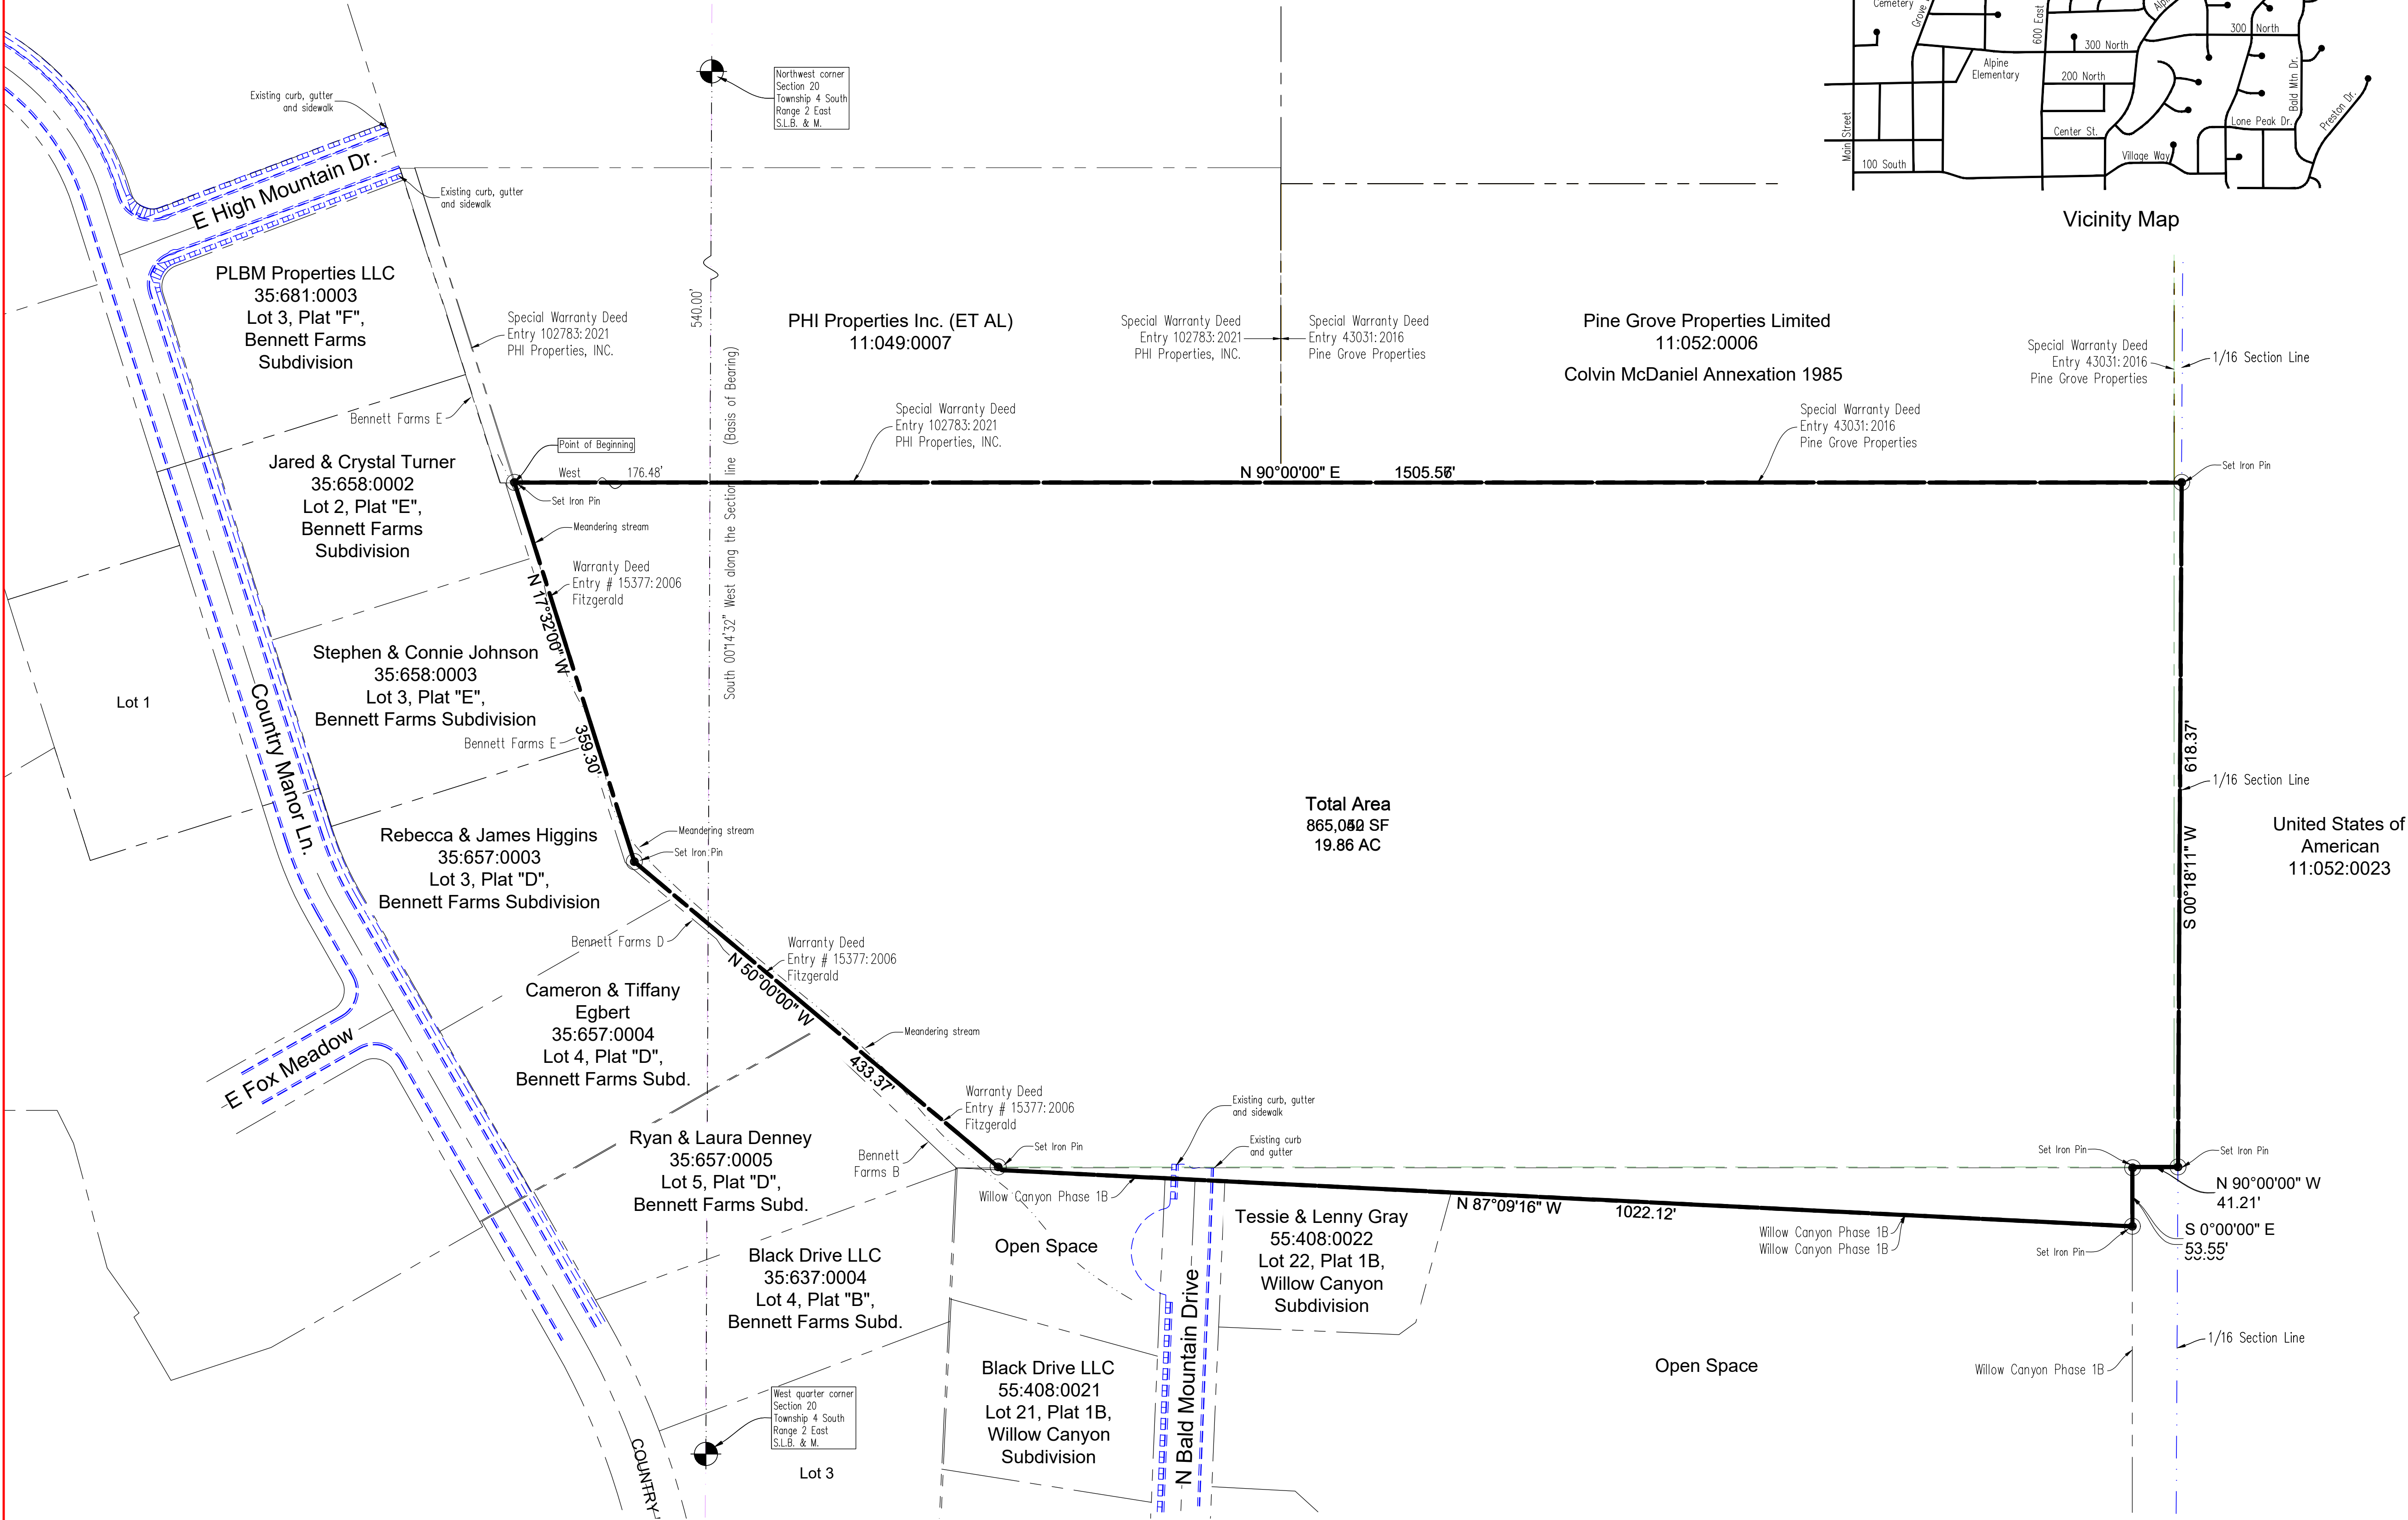 Cemetery
600 East
300 North
300 North
Alpine
Elementary
200 North
Bald Mtn Dr.
Preston Dr.
Main Street
Center St.
Lone Peak Dr.
Village Way
100 South
Vicinity Map
Northwest corner
Section 20
Township 4 South
Range 2 East
S.L.B. & M.
Existing curb, gutter
and sidewalk
E High Mountain Dr.
Existing curb, gutter
and sidewalk
PLBM Properties LLC
35:681:0003
Lot 3, Plat "F",
Bennett Farms
Subdivision
Special Warranty Deed
Entry 102783:2021
PHI Properties, INC.
540.00'
South 00°14'32" West along the Section line (Basis of Bearing)
PHI Properties Inc. (ET AL)
11:049:0007
Special Warranty Deed
Entry 102783:2021
PHI Properties, INC.
Special Warranty Deed
Entry 43031:2016
Pine Grove Properties
Pine Grove Properties Limited
11:052:0006
Colvin McDaniel Annexation 1985
Special Warranty Deed
Entry 43031:2016
Pine Grove Properties
1/16 Section Line
Bennett Farms E
Special Warranty Deed
Entry 102783:2021
PHI Properties, INC.
Special Warranty Deed
Entry 43031:2016
Pine Grove Properties
Point of Beginning
Jared & Crystal Turner
35:658:0002
Lot 2, Plat "E",
Bennett Farms
Subdivision
West 176.48'
N 90°00'00" E
Set Iron Pin
Set Iron Pin
Meandering stream
Warranty Deed
Entry # 15377:2006
Fitzgerald
N 17°32'00" W
359.30'
Stephen & Connie Johnson
35:658:0003
Lot 3, Plat "E",
Bennett Farms Subdivision
Lot 1
Country Manor Ln.
Bennett Farms E
618.37'
1/16 Section Line
S 00°18'11" W
Total Area
19.86 AC
United States of
American
11:052:0023
Rebecca & James Higgins
35:657:0003
Lot 3, Plat "D",
Bennett Farms Subdivision
Meandering stream
Set Iron Pin
Bennett Farms D
Warranty Deed
Entry # 15377:2006
Fitzgerald
N 50°00'00" W
433.37'
Cameron & Tiffany
Egbert
35:657:0004
Lot 4, Plat "D",
Bennett Farms Subd.
E Fox Meadow
Meandering stream
Warranty Deed
Entry # 15377:2006
Fitzgerald
Existing curb, gutter
and sidewalk
Ryan & Laura Denney
35:657:0005
Lot 5, Plat "D",
Bennett Farms Subd.
Bennett
Farms B
Set Iron Pin
Existing curb
and gutter
Set Iron Pin
Set Iron Pin
Willow Canyon Phase 1B
N 87°09'16" W
1022.12'
N 90°00'00" W
41.21'
S 0°00'00" E
53.55'
Tessie & Lenny Gray
55:408:0022
Lot 22, Plat 1B,
Willow Canyon
Subdivision
Willow Canyon Phase 1B
Willow Canyon Phase 1B
Set Iron Pin
Open Space
Black Drive LLC
35:637:0004
Lot 4, Plat "B",
Bennett Farms Subd.
N Bald Mountain Drive
1/16 Section Line
Open Space
Willow Canyon Phase 1B
Black Drive LLC
55:408:0021
Lot 21, Plat 1B,
Willow Canyon
Subdivision
West quarter corner
Section 20
Township 4 South
Range 2 East
S.L.B. & M.
COUNTRY
Lot 3